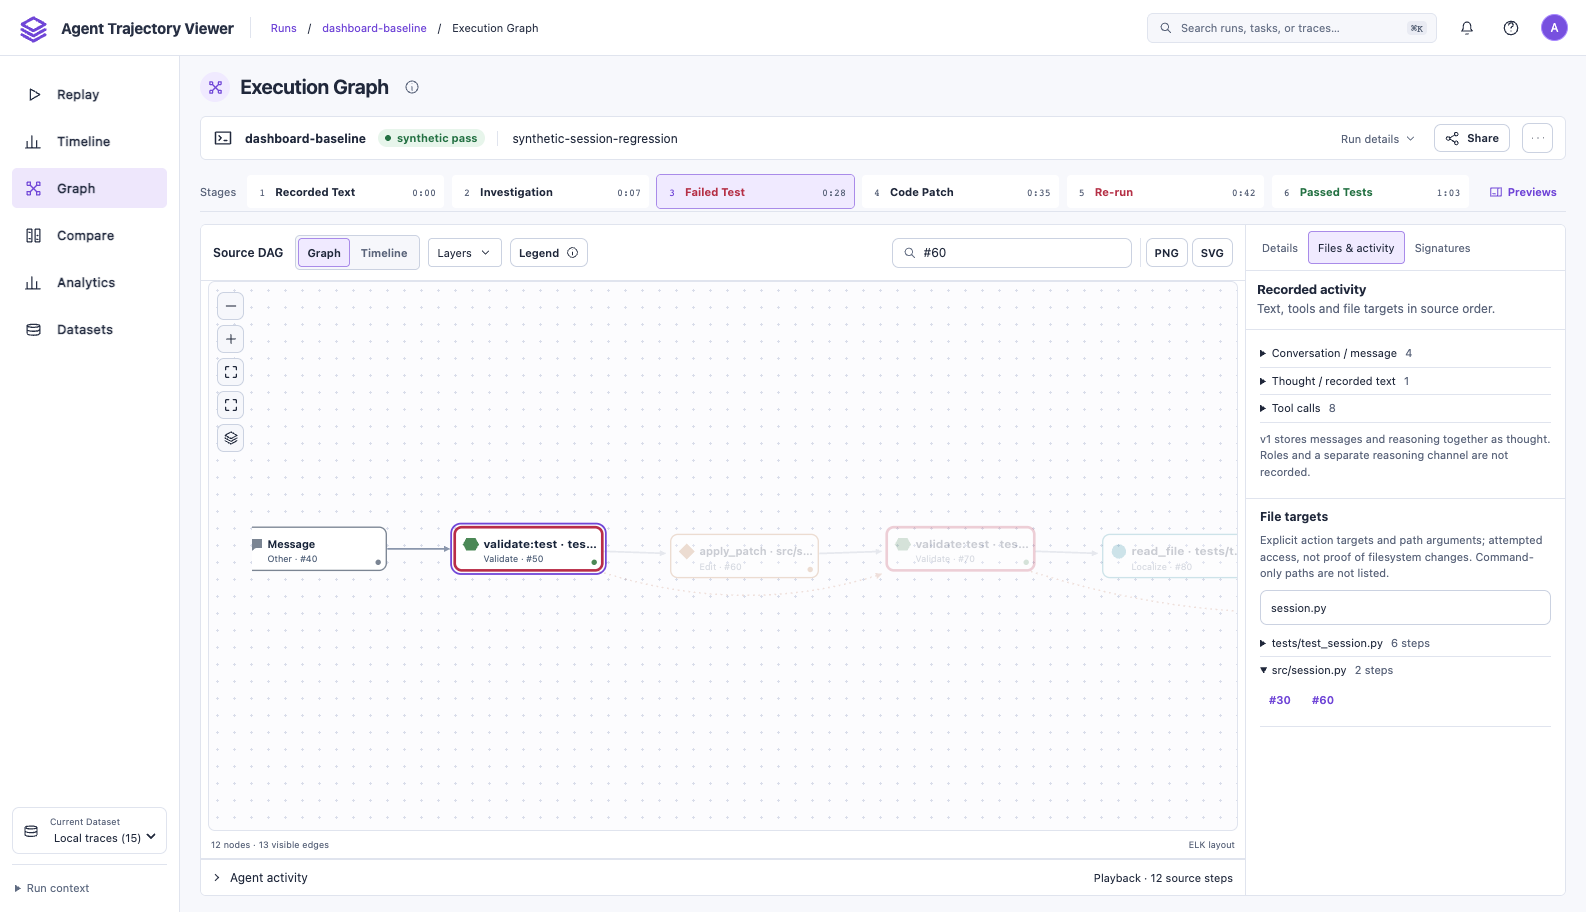 Agent Trajectory Viewer
Runs / dashboard-baseline / Execution Graph
Search runs, tasks, or traces... ⌘K
A
Replay
Timeline
Graph
Compare
Analytics
Datasets
Current Dataset
Local traces (15)
Run context
Execution Graph
dashboard-baseline synthetic pass synthetic-session-regression
Run details Share ...
Stages 1 Recorded Text 0:00 2 Investigation 0:07 3 Failed Test 0:28 4 Code Patch 0:35 5 Re-run 0:42 6 Passed Tests 1:03 Previews
Source DAG Graph Timeline Layers Legend #60 PNG SVG
Message
Other · #40
validate:test · tes...
Validate · #50
apply_patch · src/s...
Edit · #60
validate:test · tes...
Validate · #70
read_file · tests/t.
Localize · #80
12 nodes · 13 visible edges
ELK layout
Agent activity
Playback · 12 source steps
Details Files & activity Signatures
Recorded activity
Text, tools and file targets in source order.
Conversation / message 4
Thought / recorded text 1
Tool calls 8
v1 stores messages and reasoning together as thought.
Roles and a separate reasoning channel are not
recorded.
File targets
Explicit action targets and path arguments; attempted
access, not proof of filesystem changes. Command-
only paths are not listed.
session.py
tests/test_session.py 6 steps
src/session.py 2 steps
#30 #60